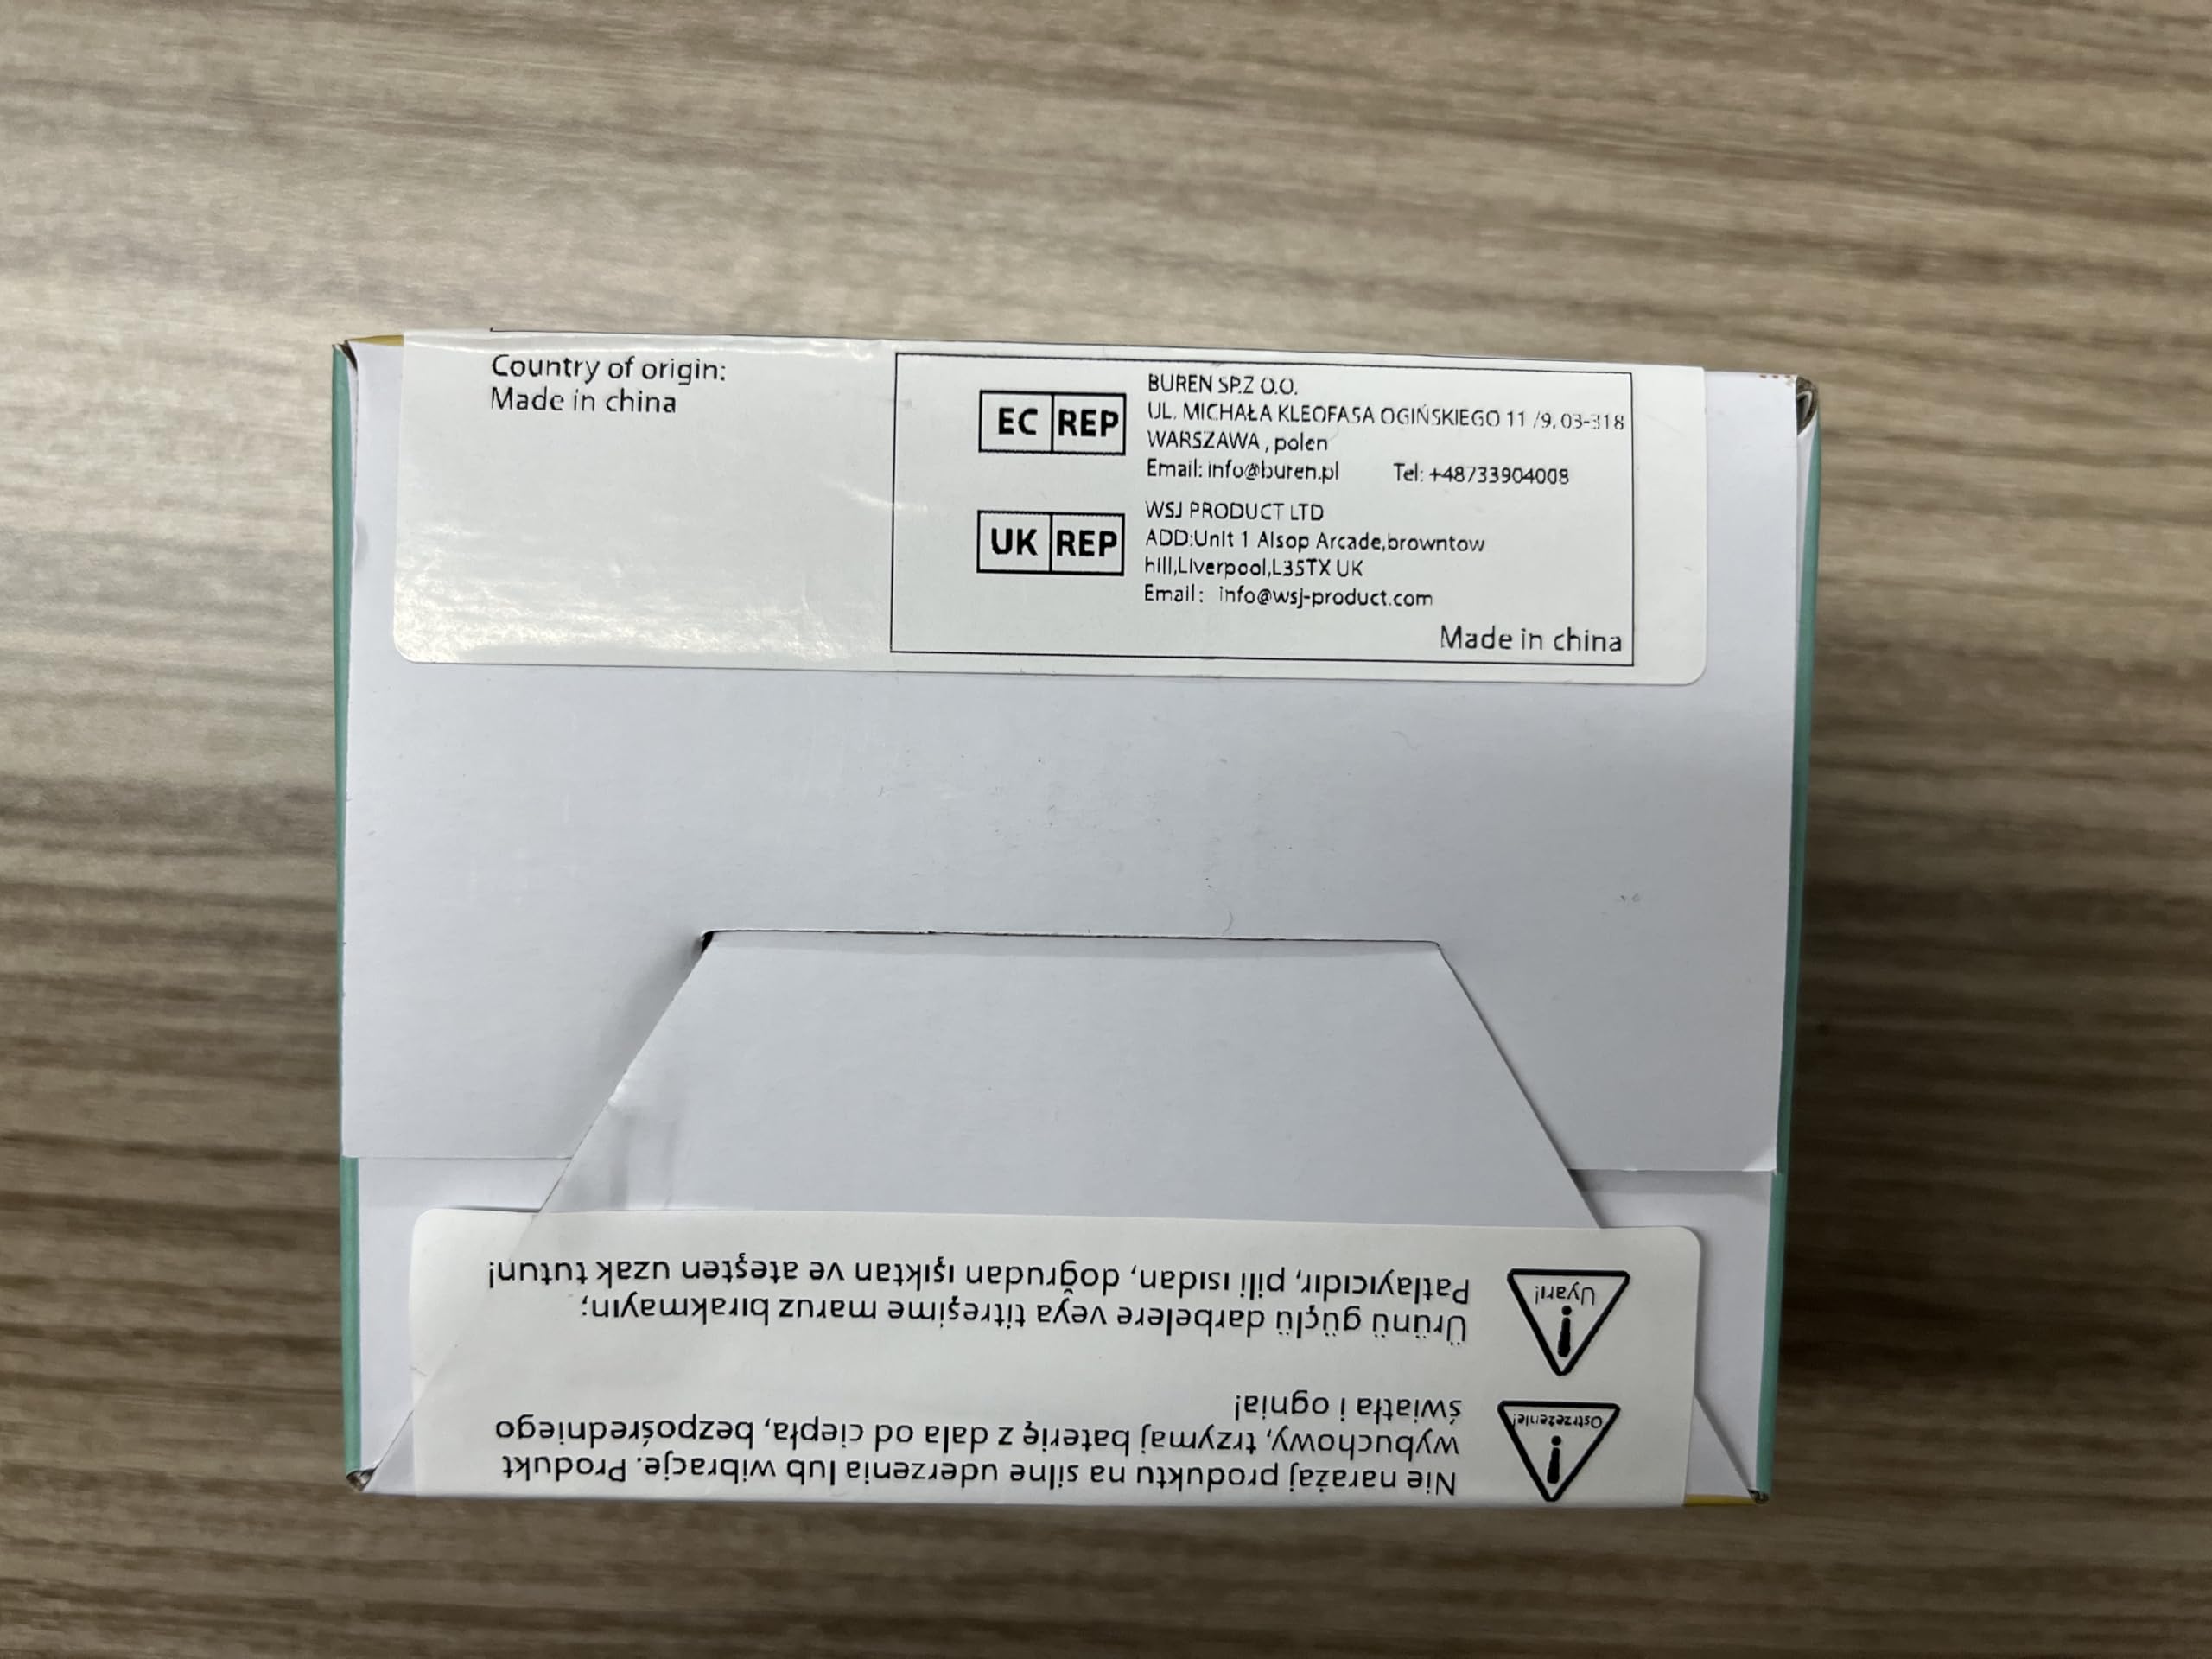 Country of origin:
Made in china
EC REP
BUREN SP.Z O.O.
UL. MICHAŁA KLEOFASA OGIŃSKIEGO 11 /9, 03-318
WARSZAWA , polen
Email: info@buren.pl Tel: +48733904008
UK REP
WSJ PRODUCT LTD
ADD:Unit 1 Alsop Arcade,browntow
hill,Liverpool,L35TX UK
Email: info@wsj-product.com
Made in china
Ostrzeżenie!
Nie narażaj produktu na silne uderzenia lub wibracje. Produkt
wybuchowy, trzymaj baterię z dala od ciepła, bezpośredniego
światła i ognia!
Uyarı!
Ürünü güçlü darbelere veya titreşime maruz bırakmayın;
Patlayıcıdır, pili ısıdan, doğrudan ışıktan ve ateşten uzak tutun!